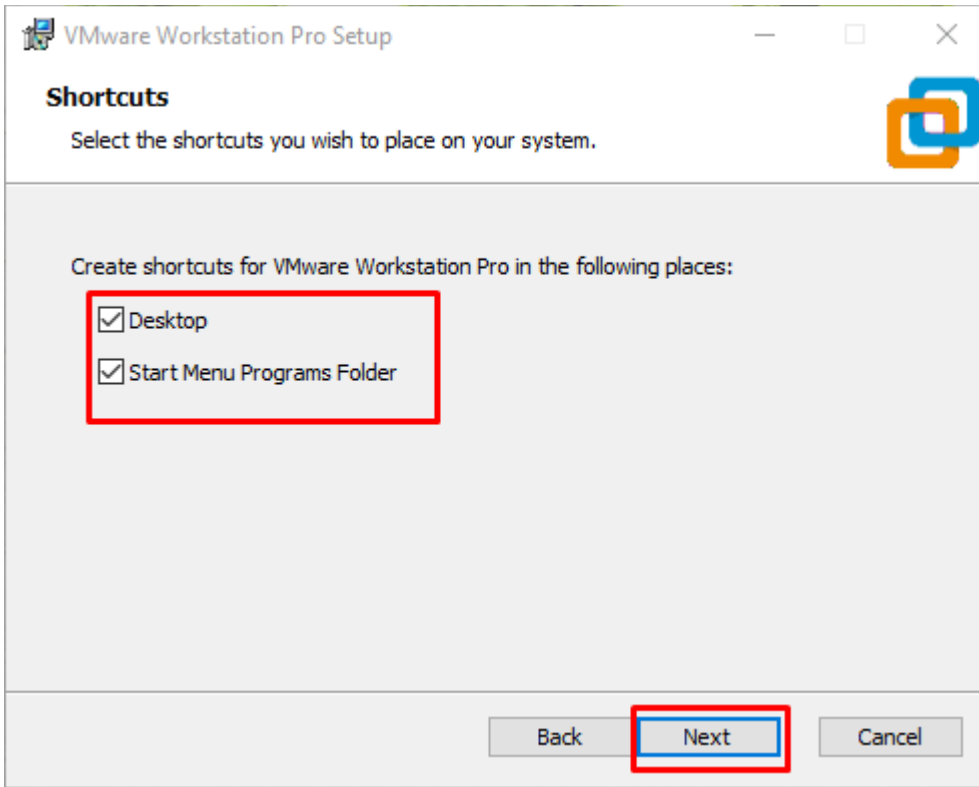 VMware Workstation Pro Setup
Shortcuts
Select the shortcuts you wish to place on your system.
Create shortcuts for VMware Workstation Pro in the following places:
Desktop
Start Menu Programs Folder
Back Next Cancel